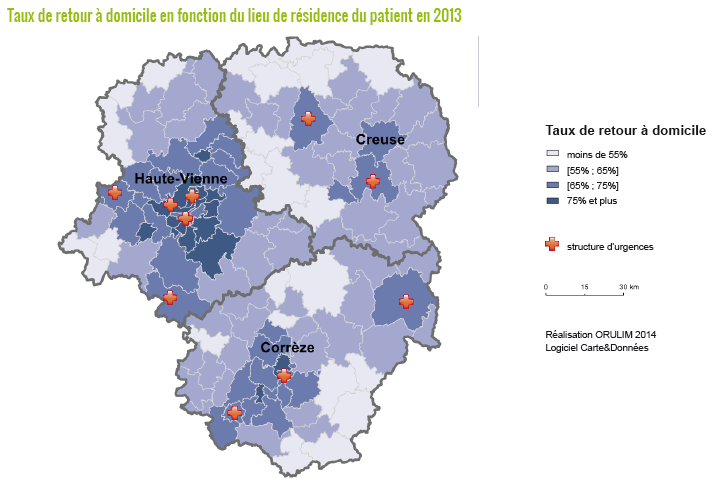 Taux de retour à domicile en fonction du lieu de résidence du patient en 2013
Creuse
Haute-Vienne
Corrèze
Taux de retour à domicile
moins de 55%
[55% ; 65%]
[65% ; 75%]
75% et plus
structure d'urgences
0 15 30 km
Réalisation ORULIM 2014
Logiciel Carte&Données